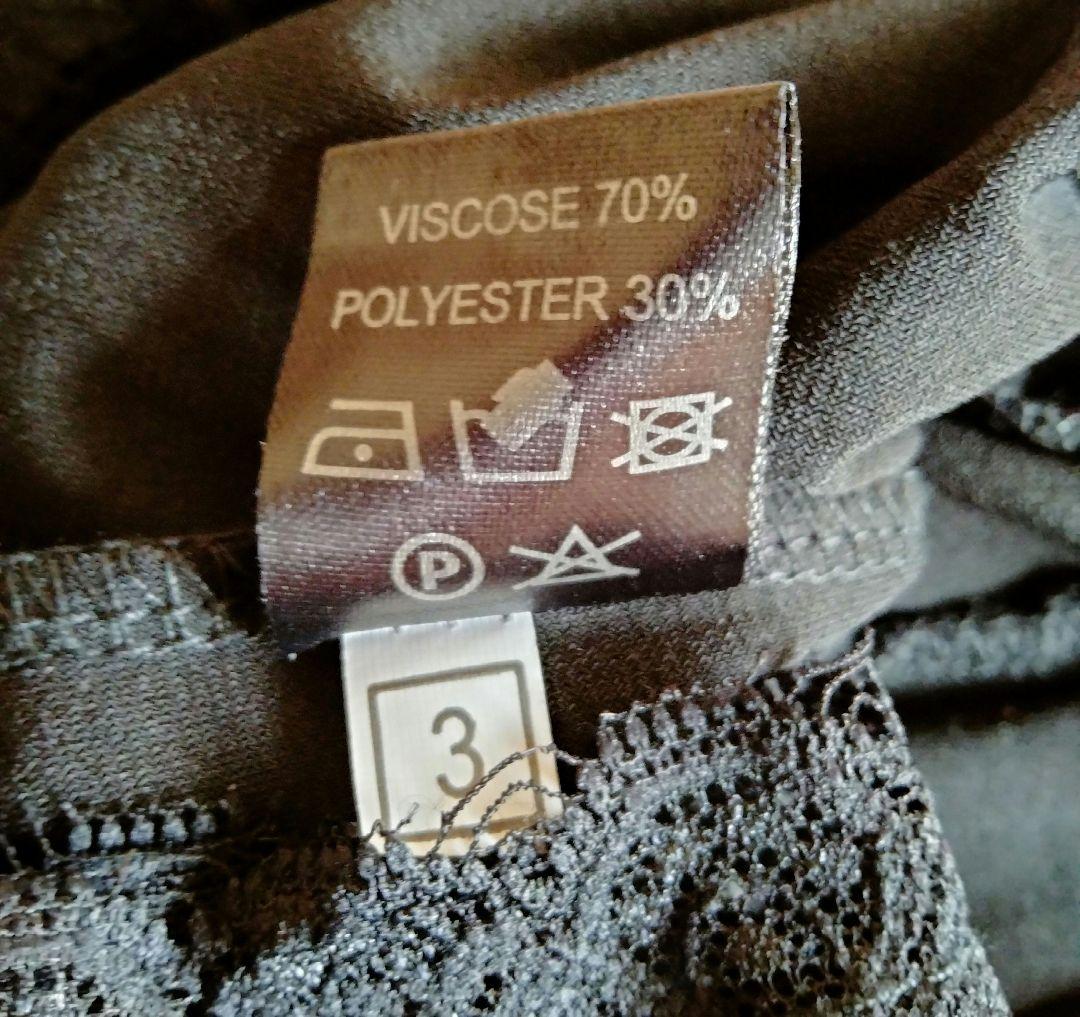 VISCOSE 70%
POLYESTER 30%
P
3